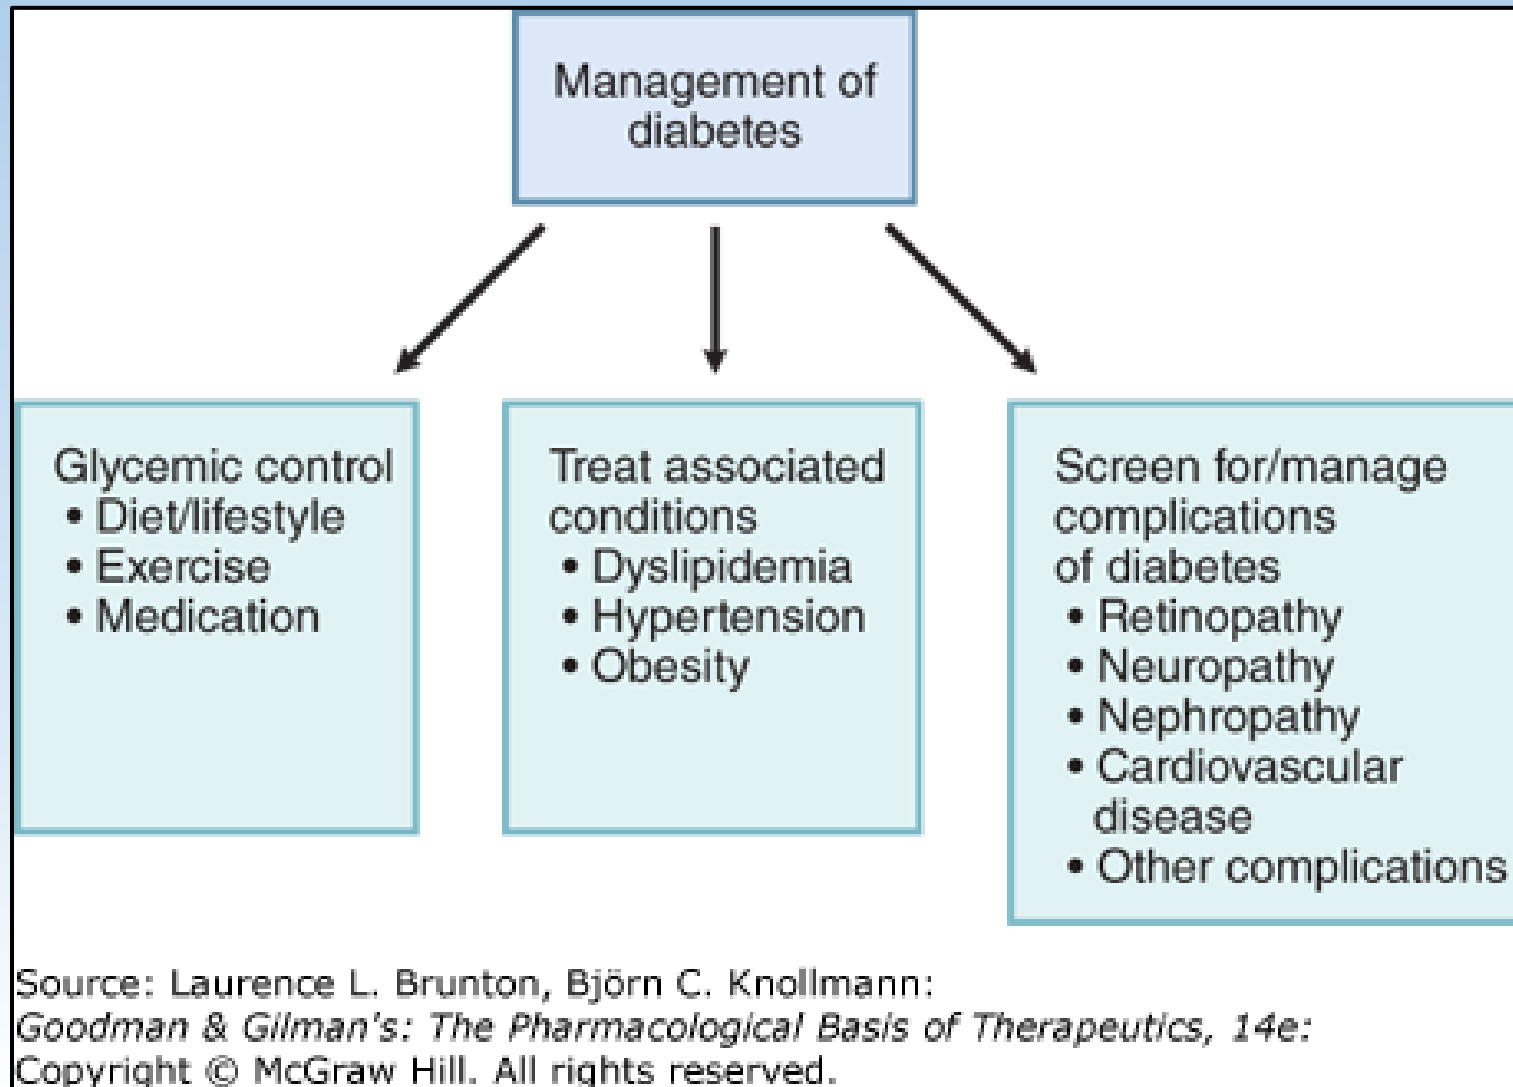 Management of
diabetes
Glycemic control
• Diet/lifestyle
• Exercise
• Medication
Treat associated
conditions
• Dyslipidemia
• Hypertension
• Obesity
Screen for/manage
complications
of diabetes
• Retinopathy
• Neuropathy
• Nephropathy
• Cardiovascular
disease
• Other complications
Source: Laurence L. Brunton, Björn C. Knollmann:
Goodman & Gilman's: The Pharmacological Basis of Therapeutics, 14e:
Copyright © McGraw Hill. All rights reserved.